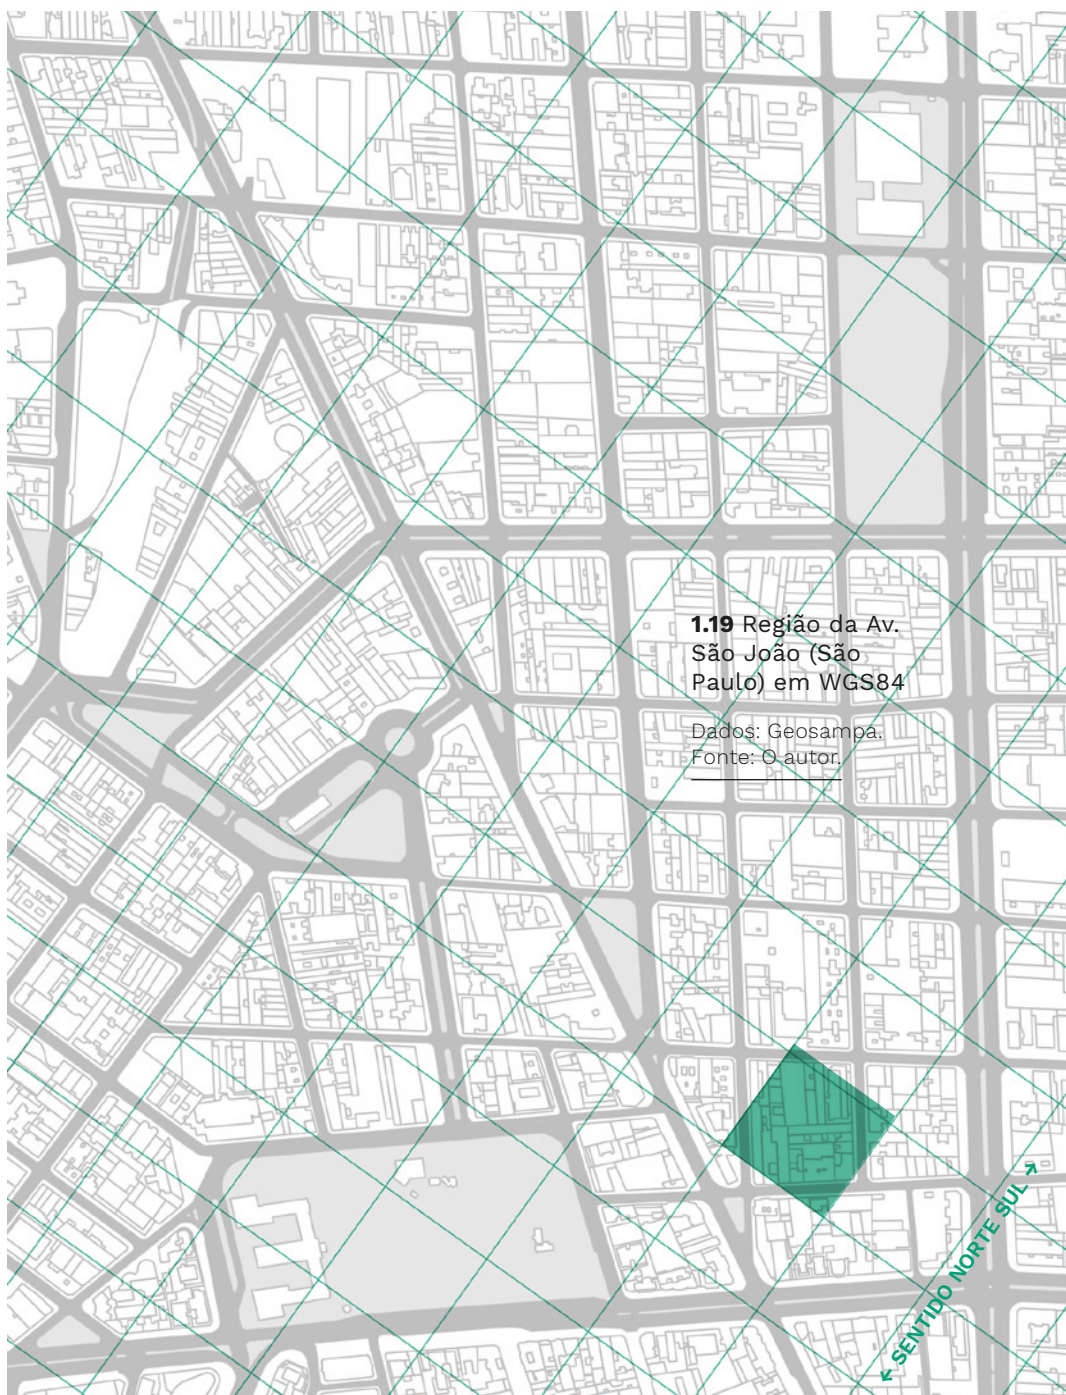 1.19 Região da Av.
São João (São
Paulo) em WGS84
Dados: Geosampa.
Fonte: O autor.
← SENTIDO NORTE SUL →